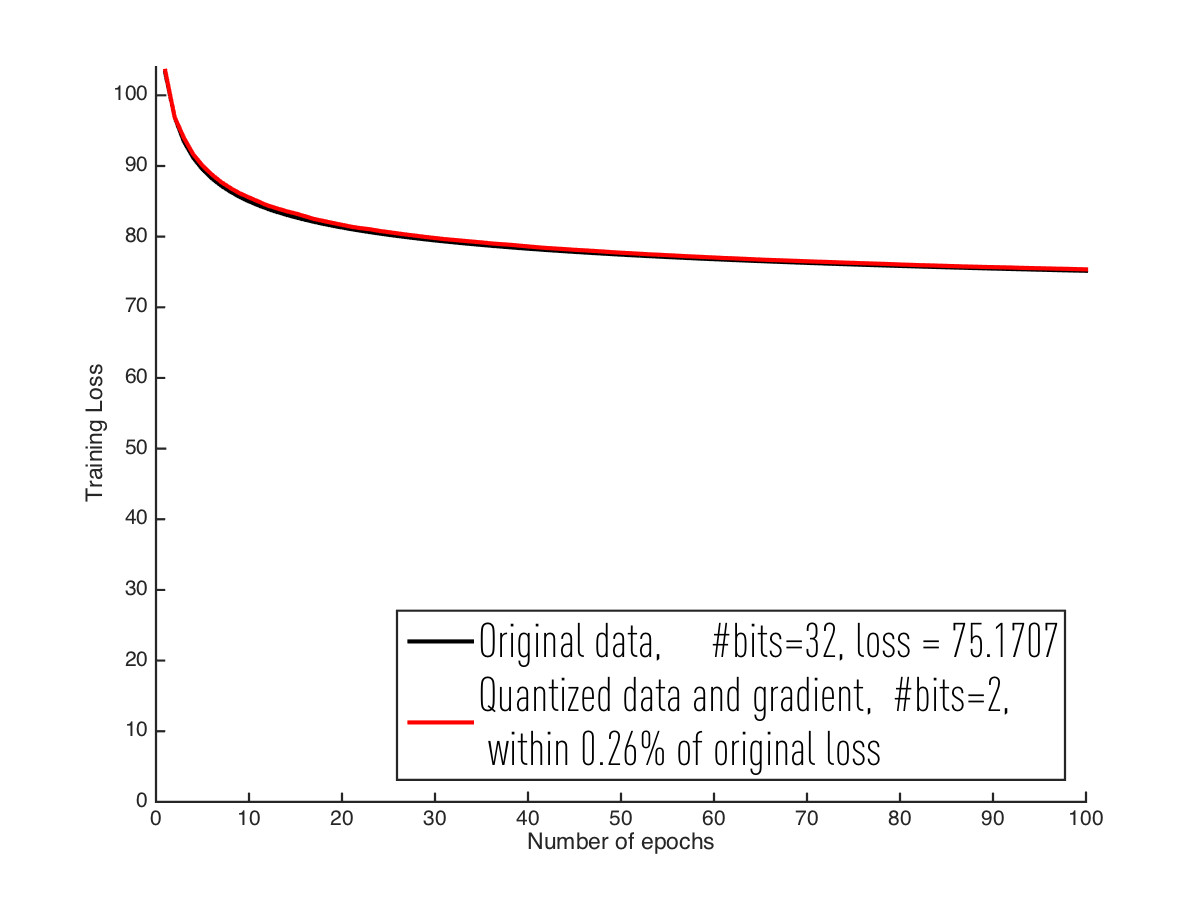 100
90
80
70
60
50
40
30
20
10
0
Training Loss
Original data, #bits=32, loss = 75.1707
Quantized data and gradient, #bits=2,
within 0.26% of original loss
0 10 20 30 40 50 60 70 80 90 100
Number of epochs